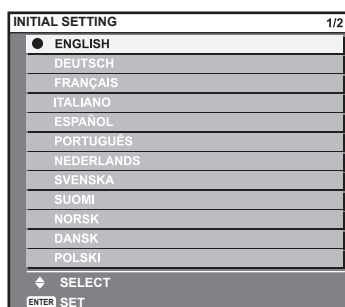 INITIAL SETTING 1/2
ENGLISH
DEUTSCH
FRANÇAIS
ITALIANO
ESPAÑOL
PORTUGUÊS
NEDERLANDS
SVENSKA
SUOMI
NORSK
DANSK
POLSKI
SELECT
ENTER SET